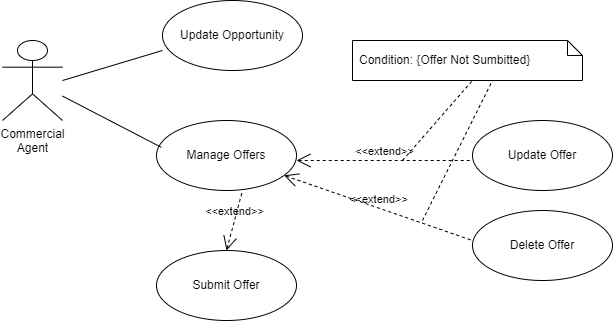 Update Opportunity
Condition: {Offer Not Sumbitted}
Commercial
Agent
Manage Offers
<<extend>>
Update Offer
<<extend>>
<<extend>>
Delete Offer
Submit Offer